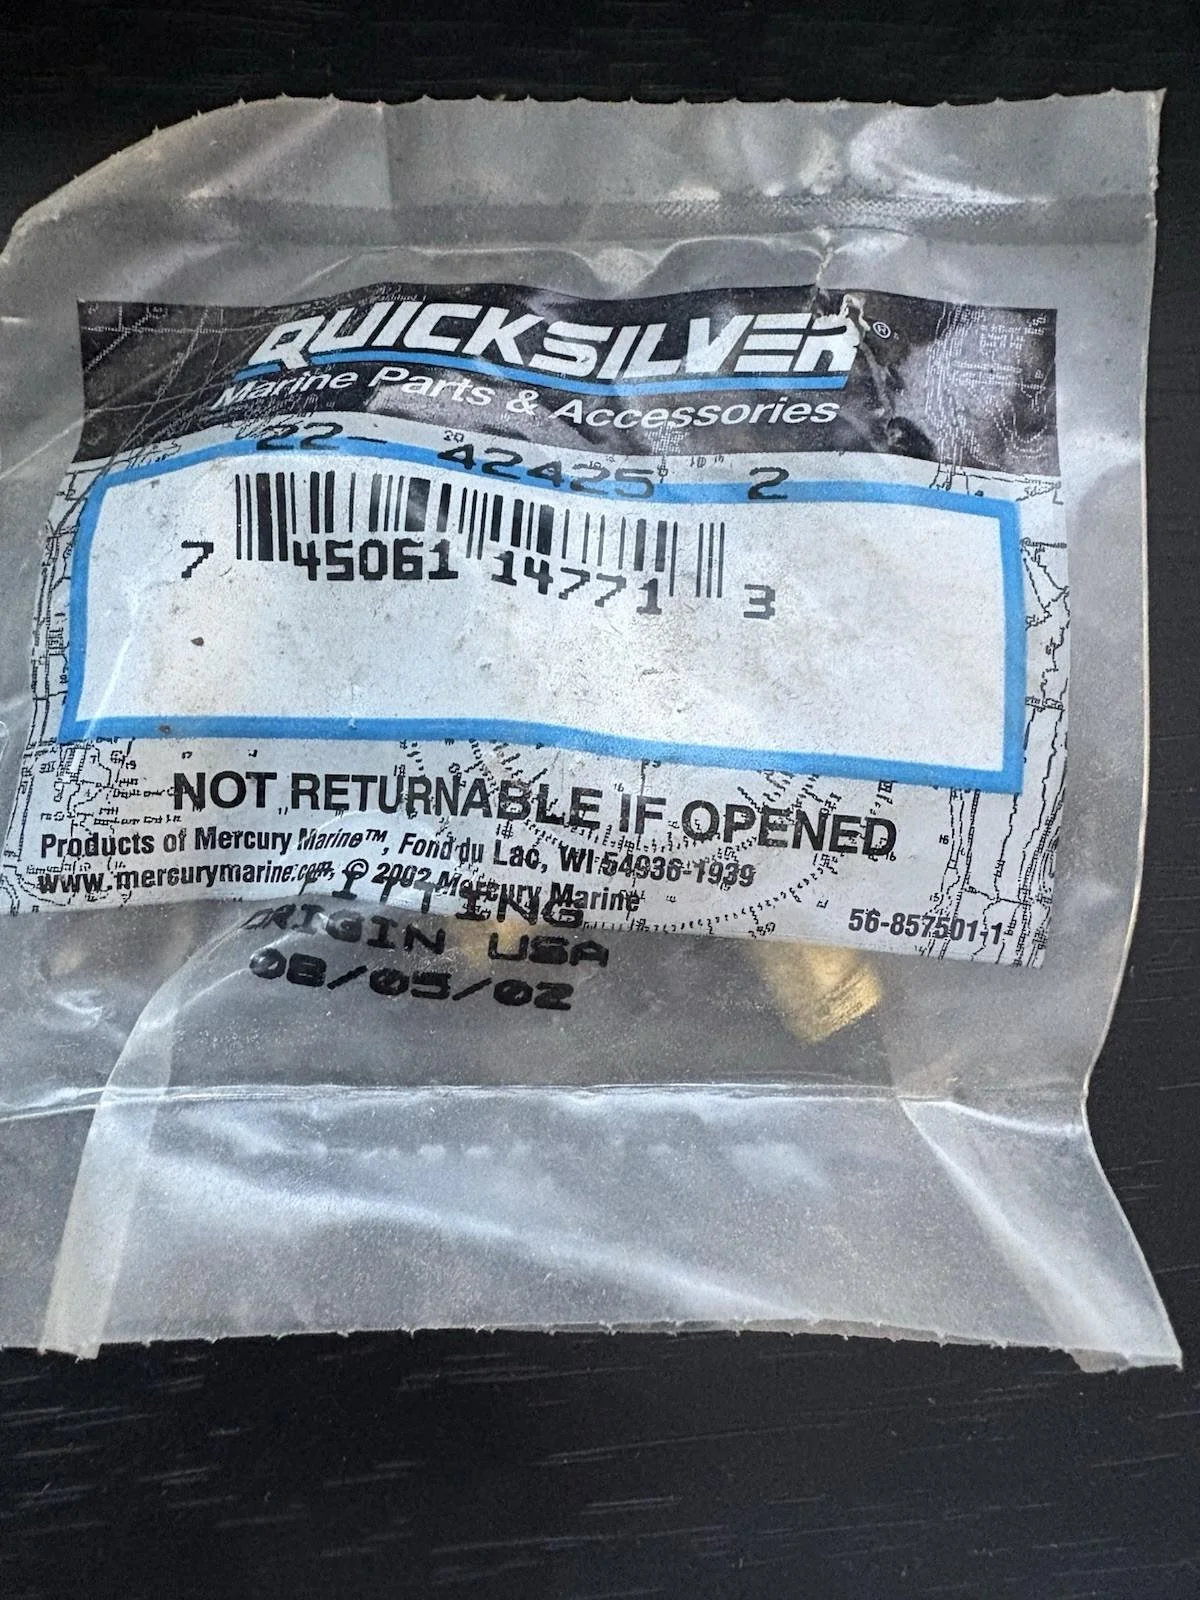 QUICKSILVER®
Marine Parts & Accessories
22- 42425 2
7 45061 14771 3
NOT RETURNABLE IF OPENED
Products of Mercury Marine™, Fond du Lac, WI 54936-1939
www.mercurymarine.com, © 2002 Mercury Marine
56-857501-1
FITTING
ORIGIN USA
08/05/02